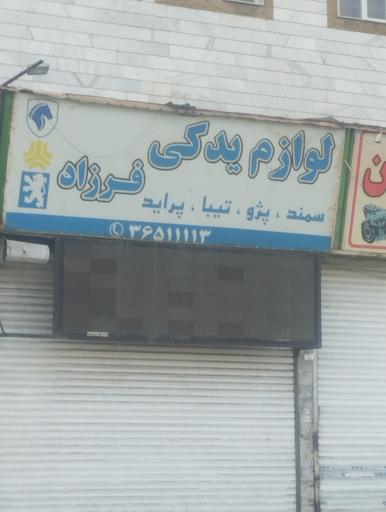 لوازم یدکی
فرزاد
سمند ، پژو ، تیبا ، پراید
۳۶۵۱۱۱۱۳